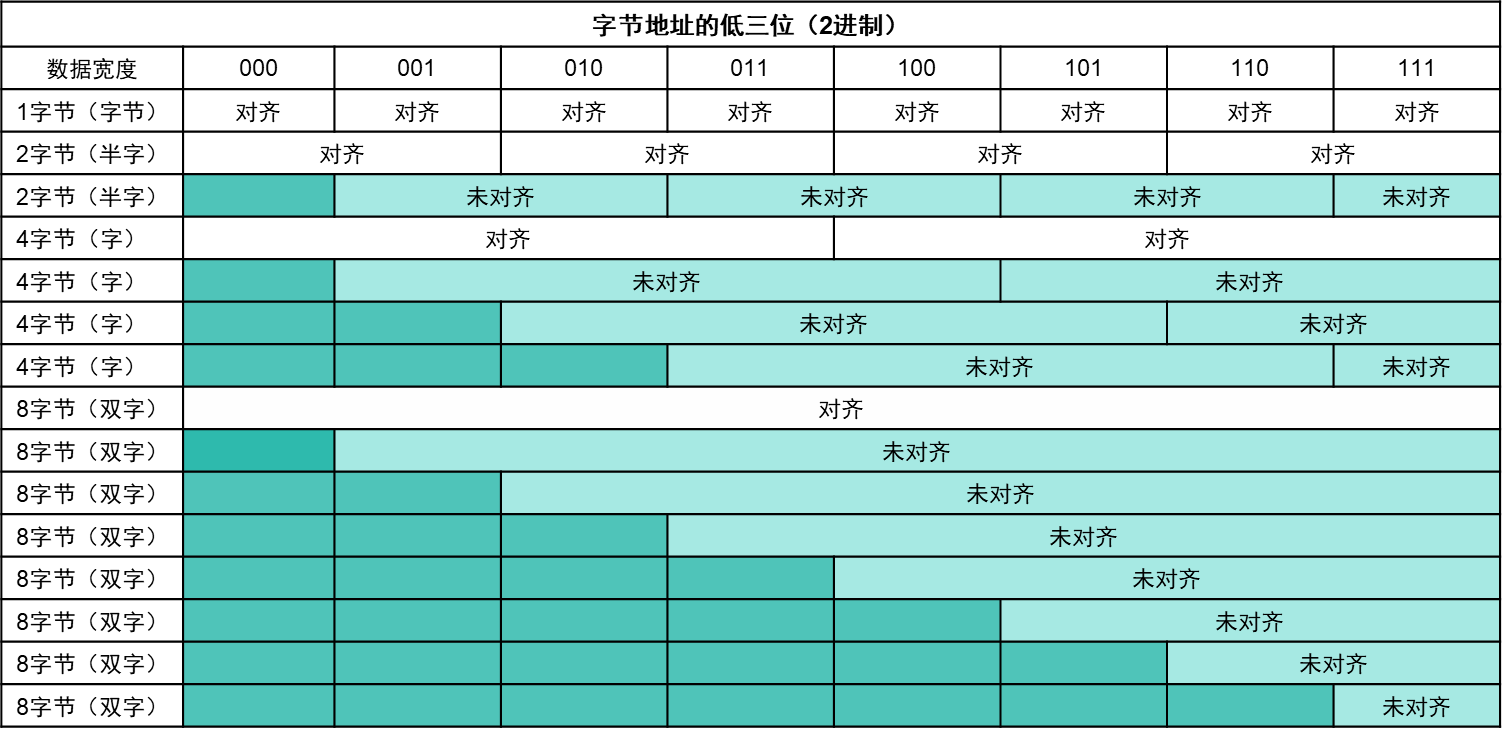 字节地址的低三位（2进制）
数据宽度 000 001 010 011 100 101 110 111
1字节（字节） 对齐 对齐 对齐 对齐 对齐 对齐 对齐 对齐
2字节（半字） 对齐 对齐 对齐 对齐
2字节（半字） 未对齐 未对齐 未对齐 未对齐
4字节（字） 对齐 对齐
4字节（字） 未对齐 未对齐
4字节（字） 未对齐 未对齐
4字节（字） 未对齐 未对齐
8字节（双字） 对齐
8字节（双字） 未对齐
8字节（双字） 未对齐
8字节（双字） 未对齐
8字节（双字） 未对齐
8字节（双字） 未对齐
8字节（双字） 未对齐
8字节（双字） 未对齐